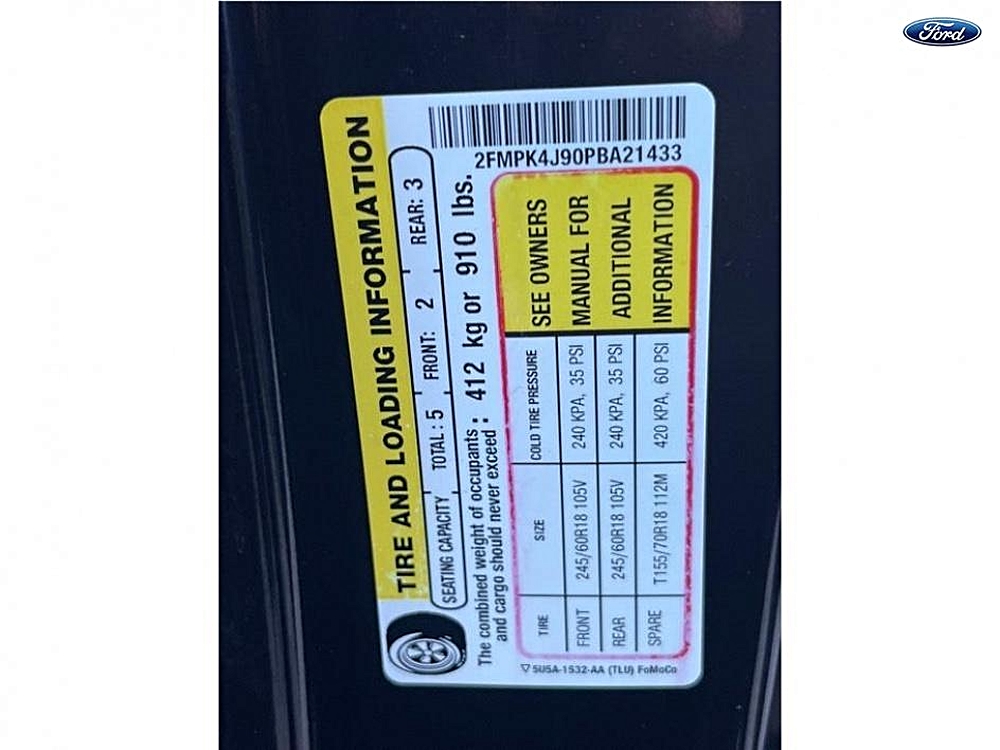 Ford
TIRE AND LOADING INFORMATION
SEATING CAPACITY TOTAL : 5 FRONT: 2 REAR: 3
The combined weight of occupants and cargo should never exceed : 412 kg or 910 lbs.
2FMPK4J90PBA21433
TIRE SIZE COLD TIRE PRESSURE
FRONT 245/60R18 105V 240 KPA, 35 PSI
REAR 245/60R18 105V 240 KPA, 35 PSI
SPARE T155/70R18 112M 420 KPA, 60 PSI
SEE OWNERS
MANUAL FOR
ADDITIONAL
INFORMATION
5U5A-1532-AA (TLU) FoMoCo